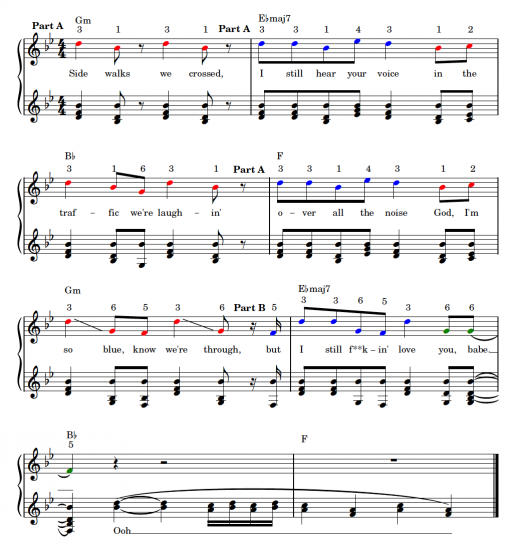 Gm E♭maj7
Part A 3 1 3 1 Part A 3 3 1 4 3 1 2
Side walks we crossed, I still hear your voice in the
B♭ F
3 1 6 3 1 Part A 3 3 1 4 3 1 2
traf – fic we're laugh – in' o – ver all the noise God, I'm
Gm E♭maj7
3 6 5 3 6 Part B 5 3 3 6 5 3 6 6
so blue, know we're through, but I still f**k – in' love you, babe
B♭ F
5
Ooh